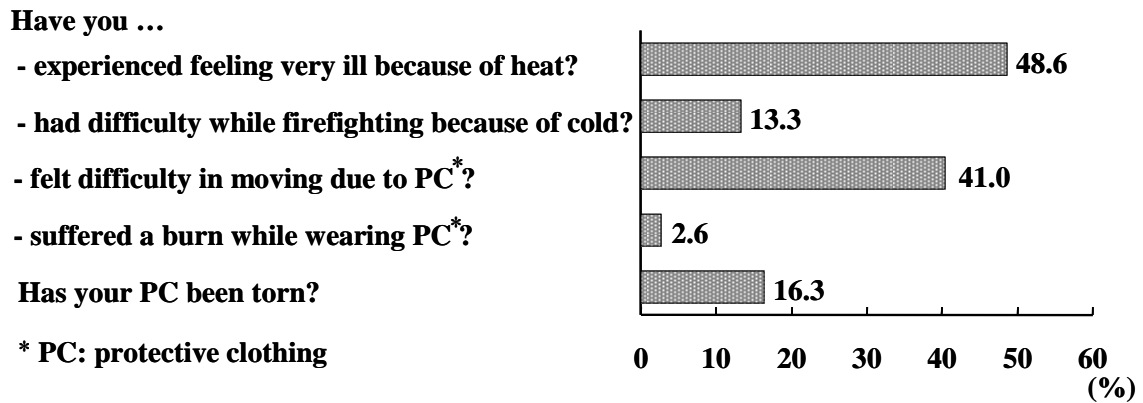 Have you …
- experienced feeling very ill because of heat? 48.6
- had difficulty while firefighting because of cold? 13.3
- felt difficulty in moving due to PC*? 41.0
- suffered a burn while wearing PC*? 2.6
Has your PC been torn? 16.3
* PC: protective clothing
0 10 20 30 40 50 60
(%)